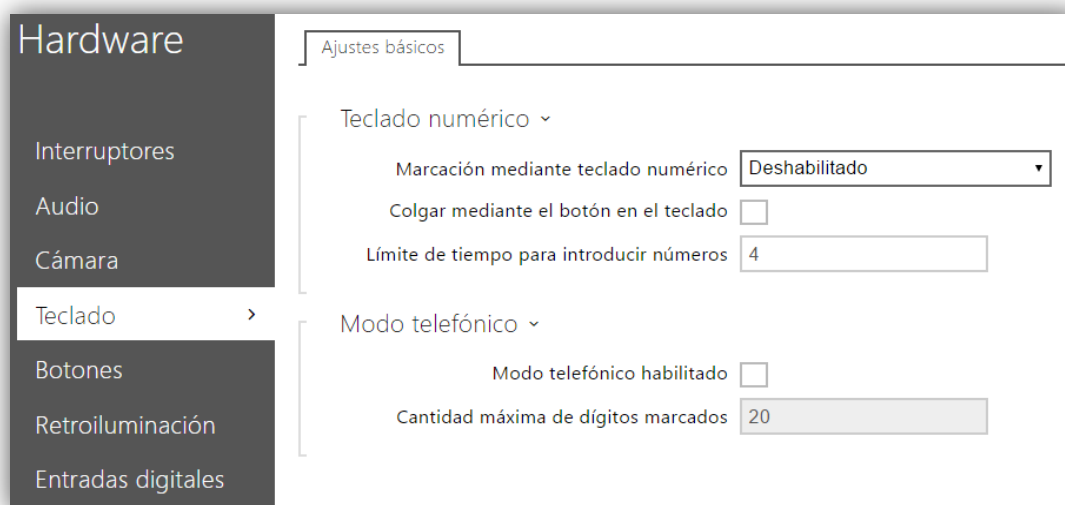 Hardware
Interruptores
Audio
Cámara
Teclado
Botones
Retroiluminación
Entradas digitales
Ajustes básicos
Teclado numérico
Marcación mediante teclado numérico Deshabilitado
Colgar mediante el botón en el teclado
Límite de tiempo para introducir números 4
Modo telefónico
Modo telefónico habilitado
Cantidad máxima de dígitos marcados 20